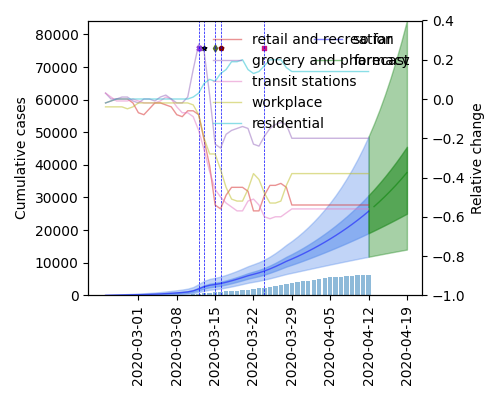 80000
70000
60000
50000
40000
30000
20000
10000
0
Cumulative cases
0.4
0.2
0.0
−0.2
−0.4
−0.6
−0.8
−1.0
Relative change
retail and recreation
grocery and pharmacy
transit stations
workplace
residential
so far
forecast
2020-03-01
2020-03-08
2020-03-15
2020-03-22
2020-03-29
2020-04-05
2020-04-12
2020-04-19